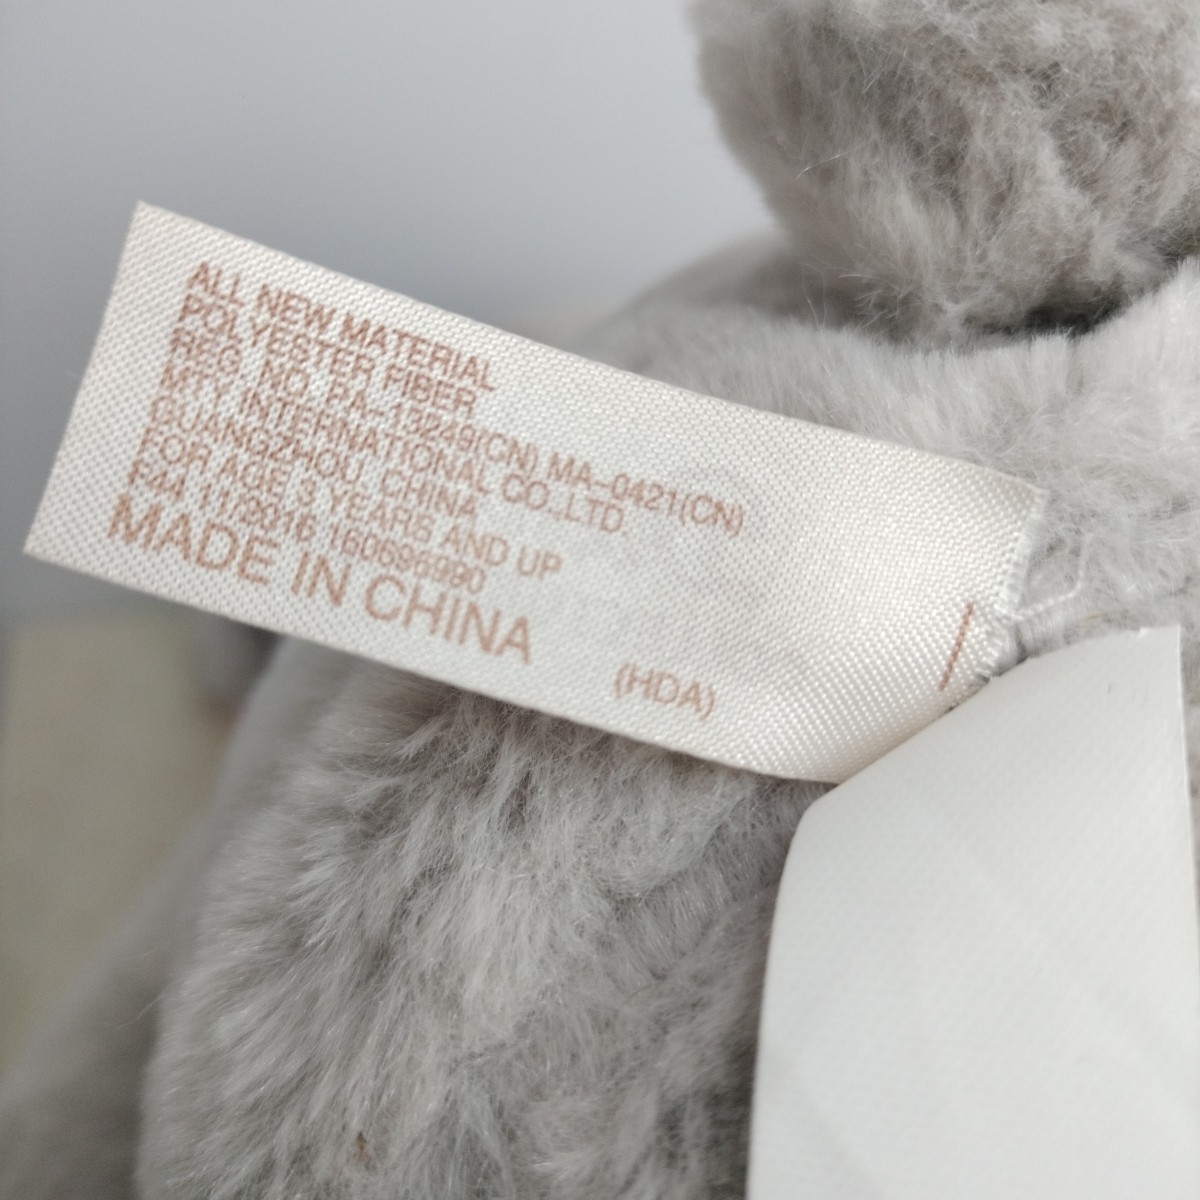 ALL NEW MATERIAL
POLYESTER FIBER
REG. NO. PA-13249(CN) MA-0421(CN)
MTY INTERNATIONAL CO.,LTD
GUANGZHOU, CHINA
FOR AGE 3 YEARS AND UP
F44 11/2016 160696990
MADE IN CHINA
(HDA)